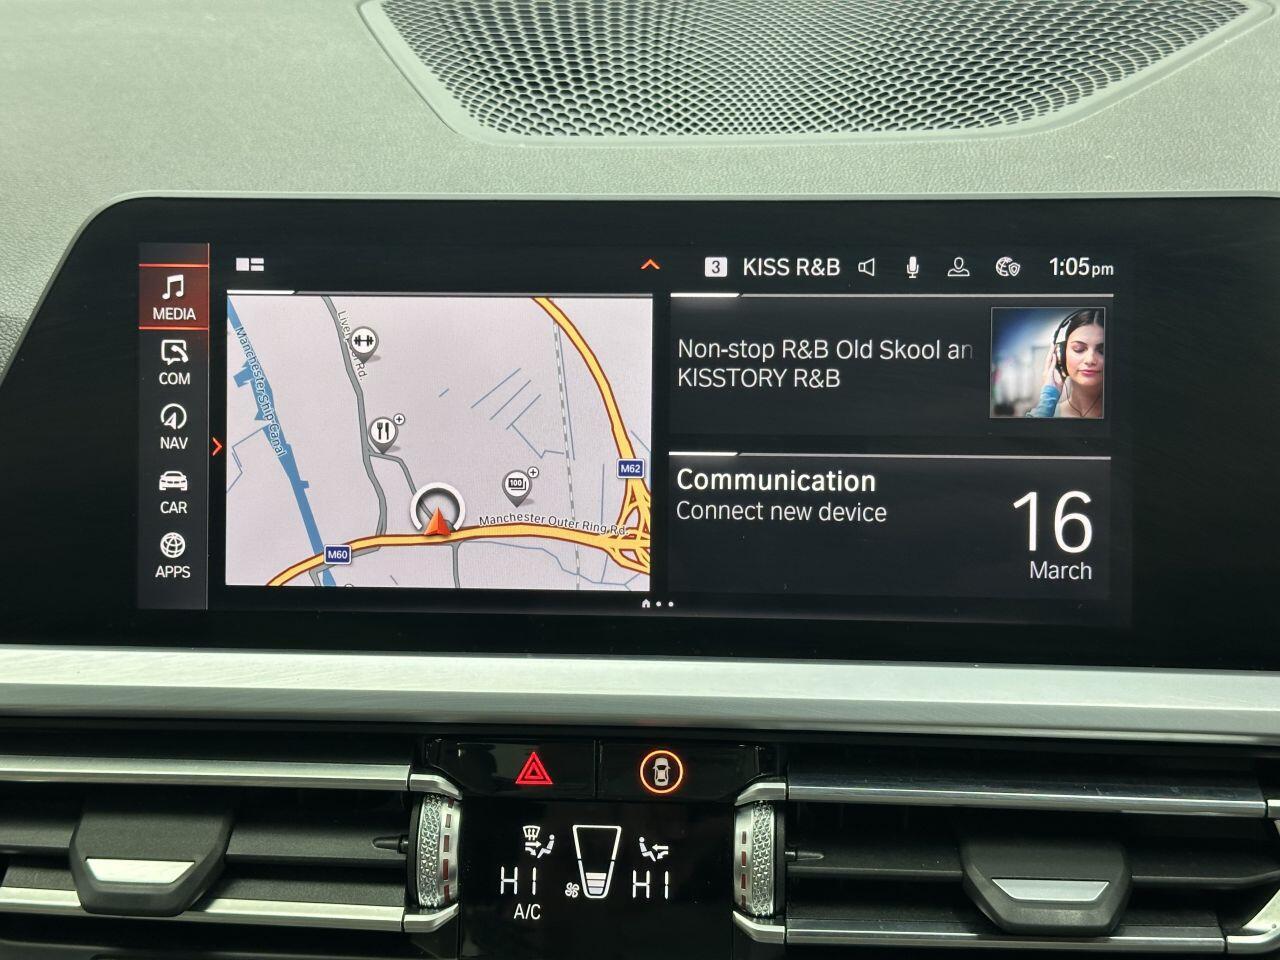 3 KISS R&B 1:05pm
MEDIA
COM
NAV
CAR
APPS
Manchester Ship Canal
Rd
100
M62
Manchester Outer Ring Rd.
M60
Non-stop R&B Old Skool an
KISSTORY R&B
Communication
Connect new device
16
March
HI
HI
A/C